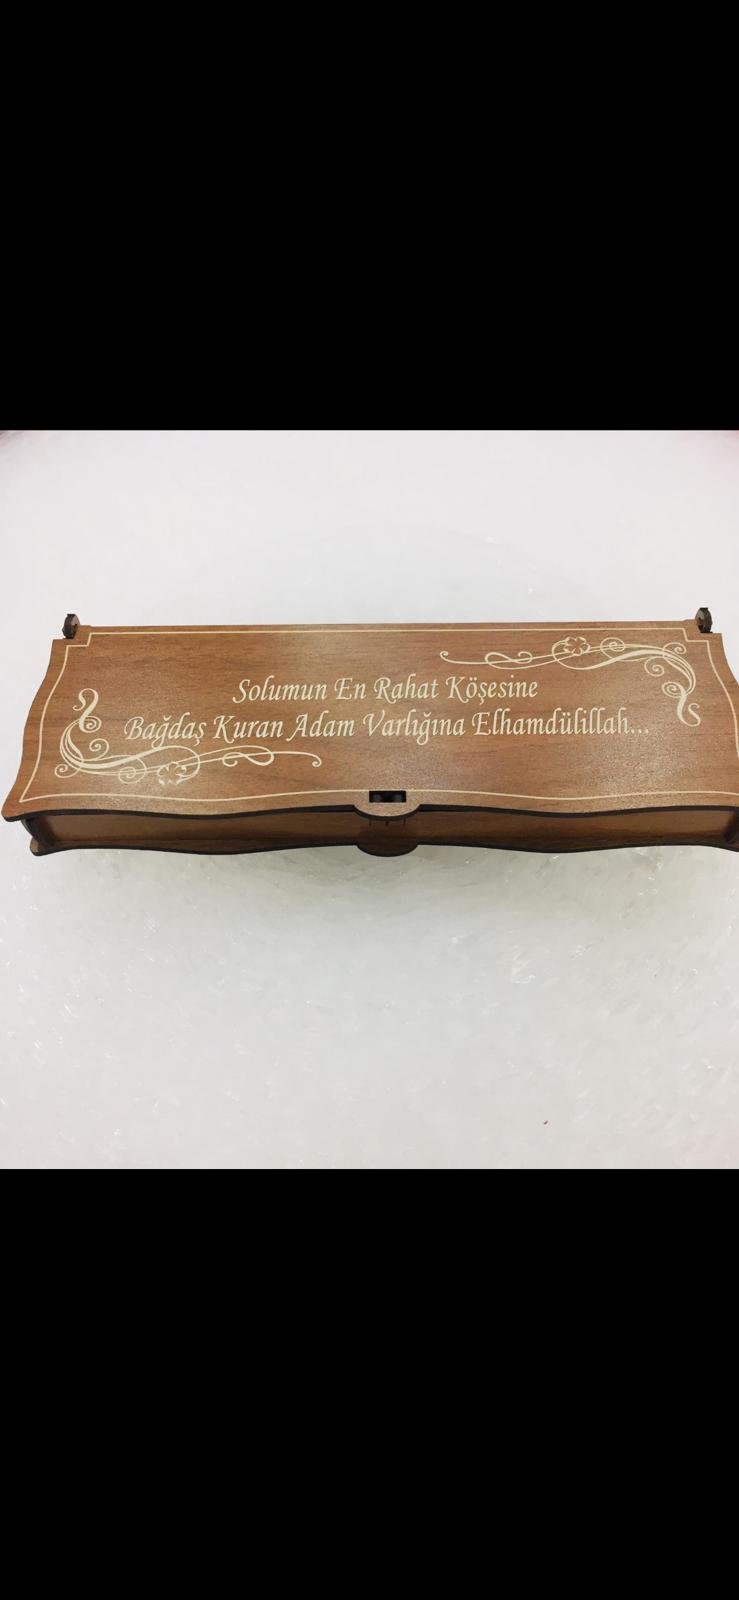 Solumun En Rahat Köşesine
Bağdaş Kuran Adam Varlığına Elhamdülillah...